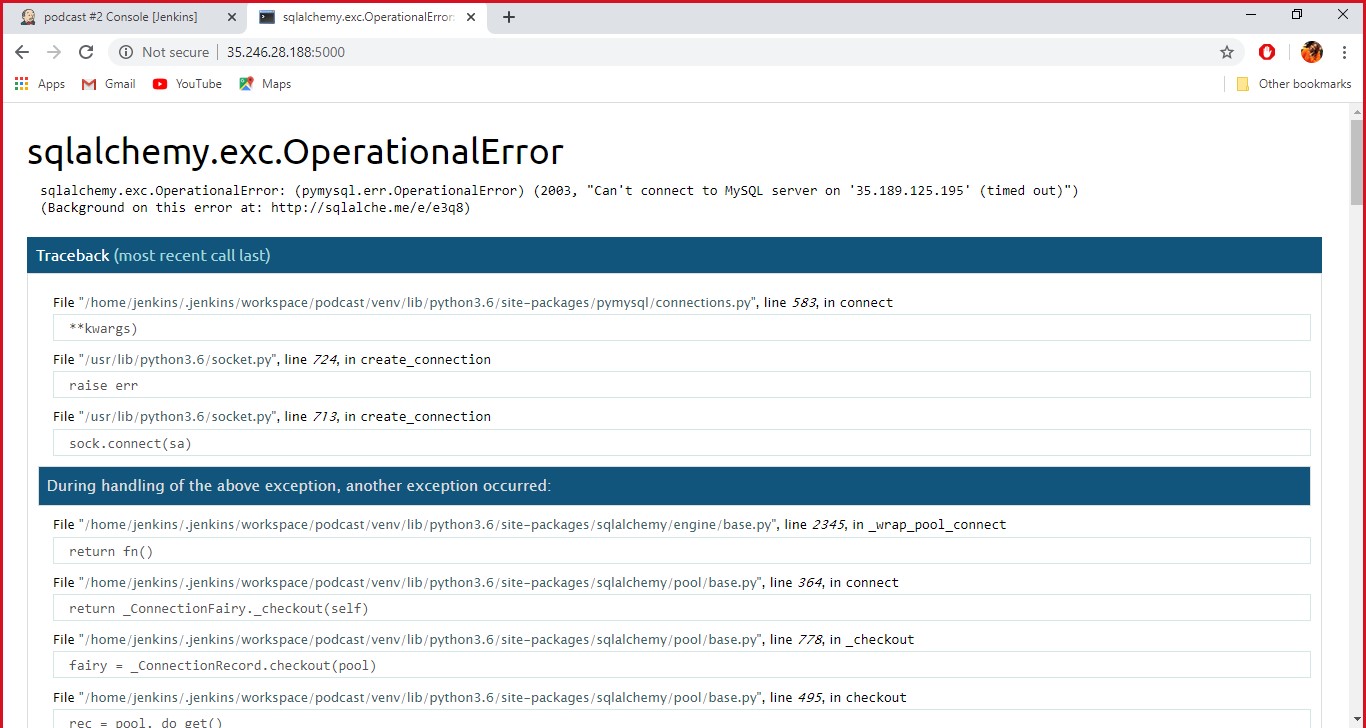 podcast #2 Console [Jenkins]
sqlalchemy.exc.OperationalError:
Not secure
35.246.28.188:5000
Apps
Gmail
YouTube
Maps
Other bookmarks
sqlalchemy.exc.OperationalError
sqlalchemy.exc.OperationalError: (pymysql.err.OperationalError) (2003, "Can't connect to MySQL server on '35.189.125.195' (timed out)")
(Background on this error at: http://sqlalche.me/e/e3q8)
Traceback (most recent call last)
File "/home/jenkins/.jenkins/workspace/podcast/venv/lib/python3.6/site-packages/pymysql/connections.py", line 583, in connect
**kwargs)
File "/usr/lib/python3.6/socket.py", line 724, in create_connection
raise err
File "/usr/lib/python3.6/socket.py", line 713, in create_connection
sock.connect(sa)
During handling of the above exception, another exception occurred:
File "/home/jenkins/.jenkins/workspace/podcast/venv/lib/python3.6/site-packages/sqlalchemy/engine/base.py", line 2345, in _wrap_pool_connect
return fn()
File "/home/jenkins/.jenkins/workspace/podcast/venv/lib/python3.6/site-packages/sqlalchemy/pool/base.py", line 364, in connect
return _ConnectionFairy._checkout(self)
File "/home/jenkins/.jenkins/workspace/podcast/venv/lib/python3.6/site-packages/sqlalchemy/pool/base.py", line 778, in _checkout
fairy = _ConnectionRecord.checkout(pool)
File "/home/jenkins/.jenkins/workspace/podcast/venv/lib/python3.6/site-packages/sqlalchemy/pool/base.py", line 495, in checkout
rec = pool._do_get()